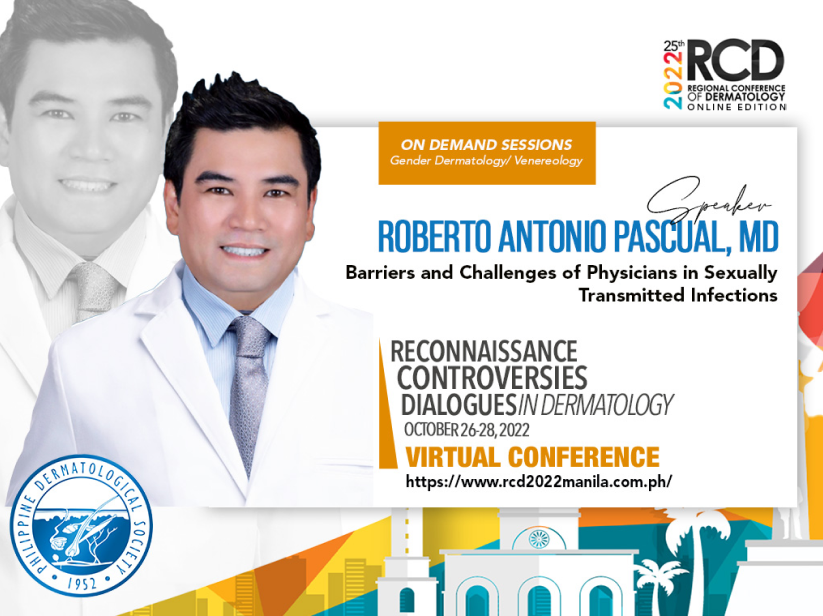 25th
2022
RCD
REGIONAL CONFERENCE
OF DERMATOLOGY
ONLINE EDITION
ON DEMAND SESSIONS
Gender Dermatology/ Venereology
Speaker
ROBERTO ANTONIO PASCUAL, MD
Barriers and Challenges of Physicians in Sexually
Transmitted Infections
RECONNAISSANCE
CONTROVERSIES
DIALOGUES IN DERMATOLOGY
OCTOBER 26-28, 2022
VIRTUAL CONFERENCE
https://www.rcd2022manila.com.ph/
PHILIPPINE DERMATOLOGICAL SOCIETY
• 1952 •